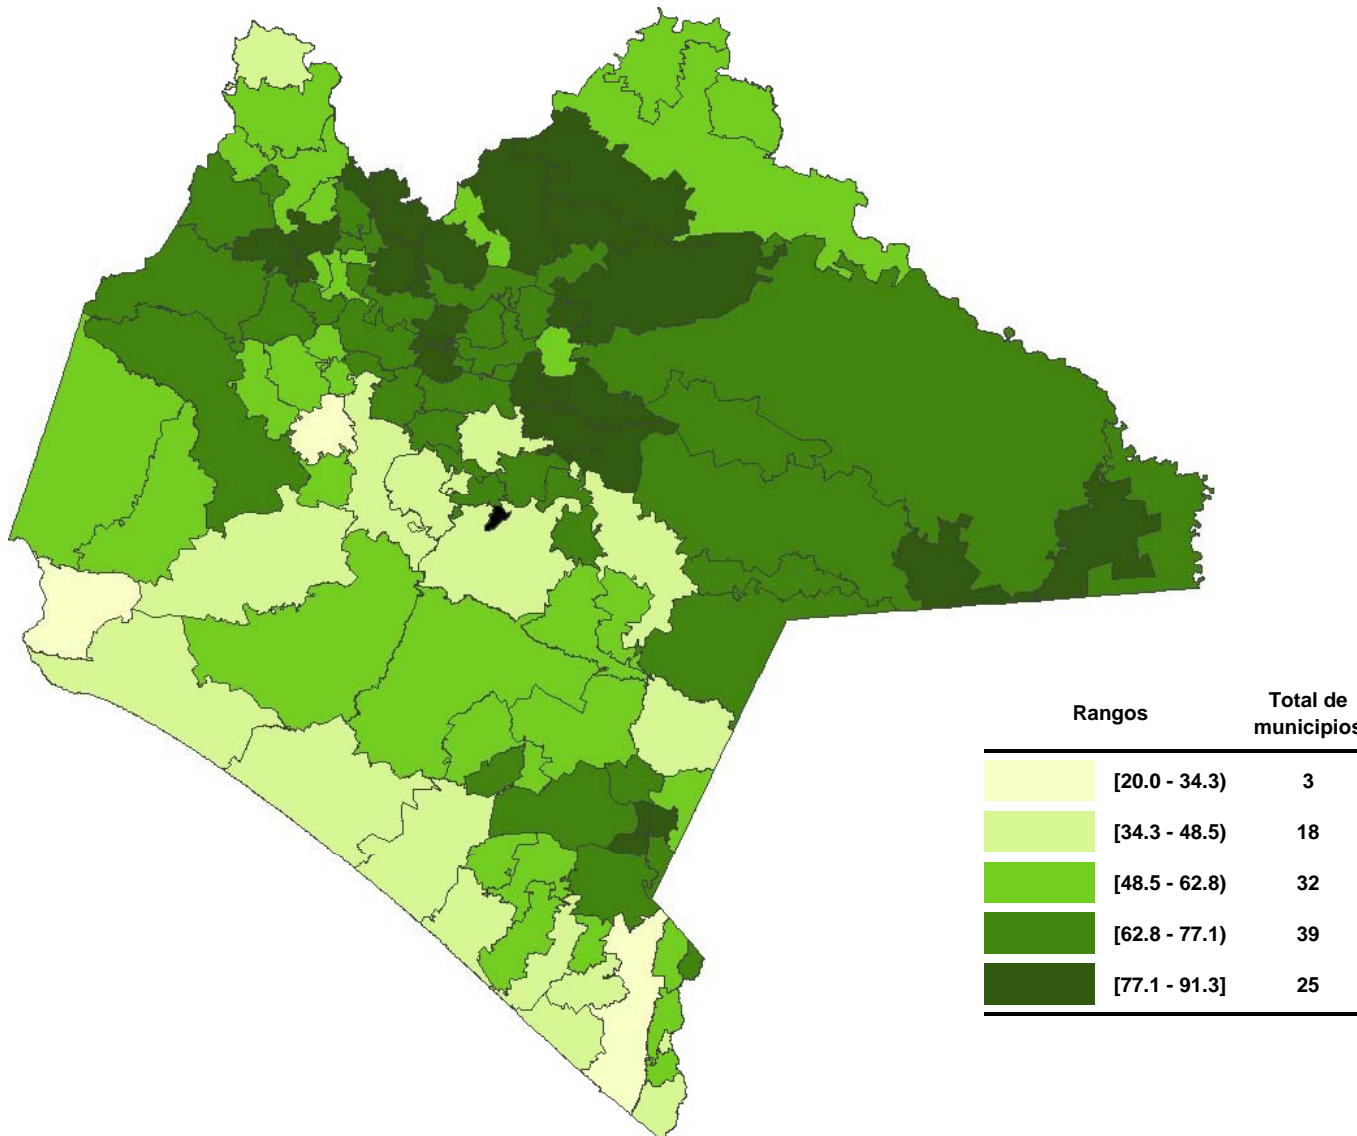 Rangos
Total de
municipios
[20.0 - 34.3) 3
[34.3 - 48.5) 18
[48.5 - 62.8) 32
[62.8 - 77.1) 39
[77.1 - 91.3] 25